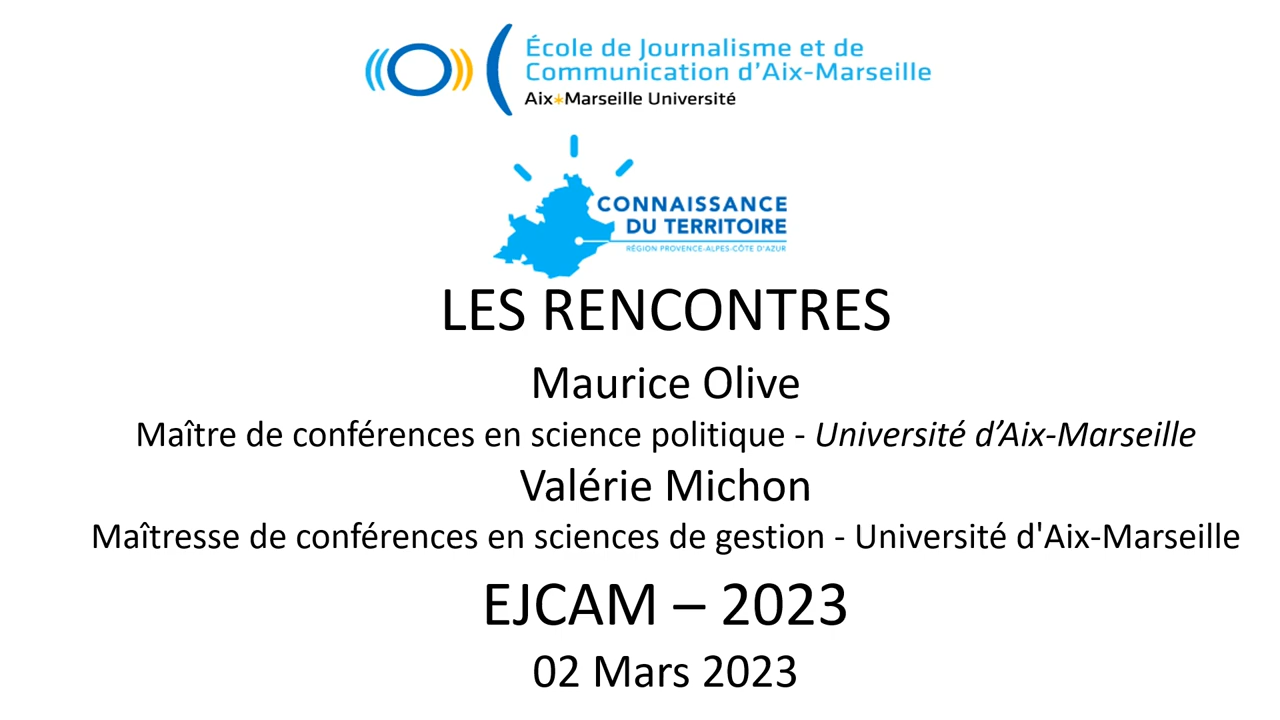 École de Journalisme et de
Communication d'Aix-Marseille
Aix*Marseille Université
CONNAISSANCE
DU TERRITOIRE
RÉGION PROVENCE-ALPES-CÔTE D'AZUR
LES RENCONTRES
Maurice Olive
Maître de conférences en science politique - Université d’Aix-Marseille
Valérie Michon
Maîtresse de conférences en sciences de gestion - Université d'Aix-Marseille
EJCAM – 2023
02 Mars 2023